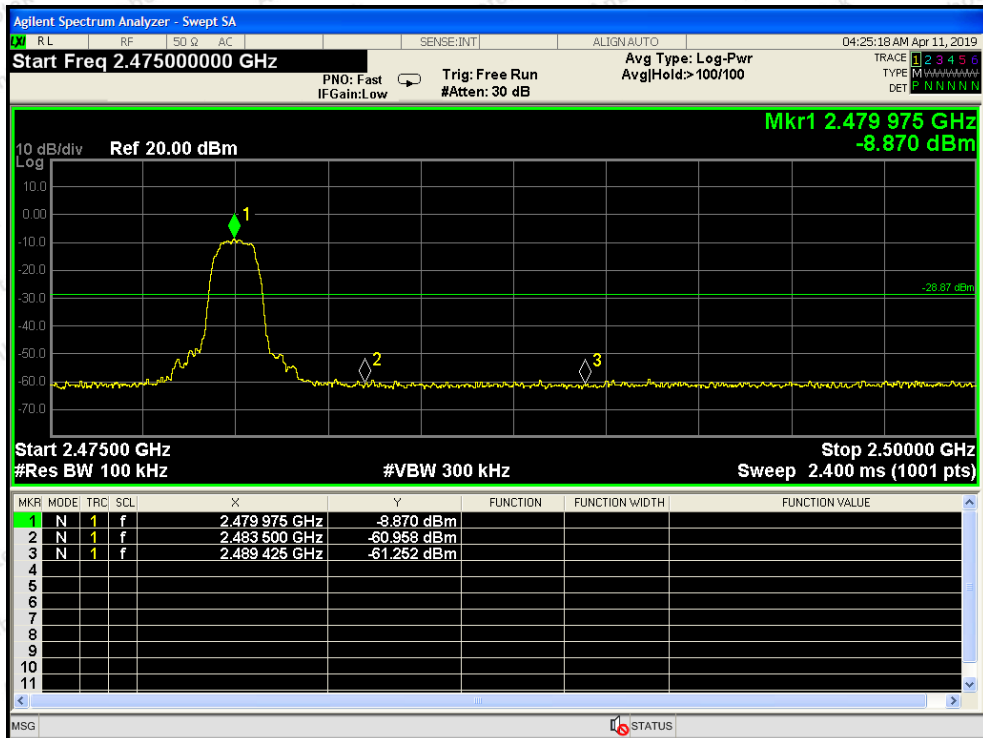 Agilent Spectrum Analyzer - Swept SA
LXI RL RF 50 Ω AC SENSE:INT ALIGN AUTO 04:25:18 AM Apr 11, 2019
Start Freq 2.475000000 GHz
PNO: Fast
IFGain:Low
Trig: Free Run
#Atten: 30 dB
Avg Type: Log-Pwr
Avg|Hold:>100/100
TRACE 1 2 3 4 5 6
TYPE M
DET P N N N N N
Mkr1 2.479 975 GHz
-8.870 dBm
10 dB/div Ref 20.00 dBm
Log
10.0
0.00
-10.0
-20.0
-30.0
-40.0
-50.0
-60.0
-70.0
1
-28.87 dBm
2
3
Start 2.47500 GHz Stop 2.50000 GHz
#Res BW 100 kHz #VBW 300 kHz Sweep 2.400 ms (1001 pts)
MKR MODE TRC SCL X Y FUNCTION FUNCTION WIDTH FUNCTION VALUE
1 N 1 f 2.479 975 GHz -8.870 dBm
2 N 1 f 2.483 500 GHz -60.958 dBm
3 N 1 f 2.489 425 GHz -61.252 dBm
4
5
6
7
8
9
10
11
MSG STATUS